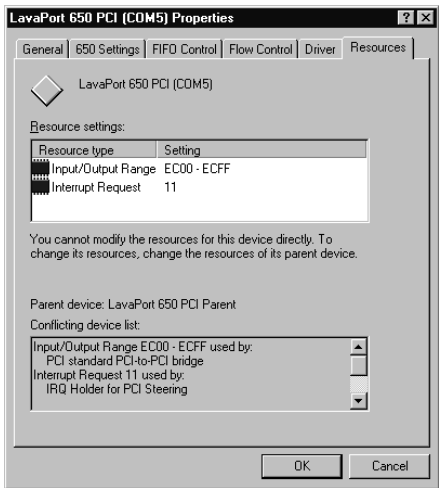 LavaPort 650 PCI (COM5) Properties
General 650 Settings FIFO Control Flow Control Driver Resources
LavaPort 650 PCI (COM5)
Resource settings:
Resource type Setting
Input/Output Range EC00 - ECFF
Interrupt Request 11
You cannot modify the resources for this device directly. To
change its resources, change the resources of its parent device.
Parent device: LavaPort 650 PCI Parent
Conflicting device list:
Input/Output Range EC00 - ECFF used by:
PCI standard PCI-to-PCI bridge
Interrupt Request 11 used by:
IRQ Holder for PCI Steering
OK Cancel